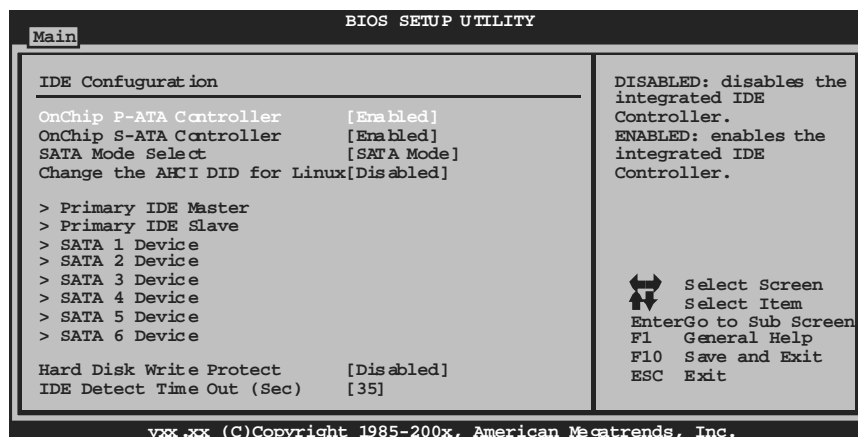 BIOS SETUP UTILITY
Main
IDE Confuguration
OnChip P-ATA Controller [Enabled]
OnChip S-ATA Controller [Enabled]
SATA Mode Select [SATA Mode]
Change the AHCI DID for Linux[Disabled]
> Primary IDE Master
> Primary IDE Slave
> SATA 1 Device
> SATA 2 Device
> SATA 3 Device
> SATA 4 Device
> SATA 5 Device
> SATA 6 Device
Hard Disk Write Protect [Disabled]
IDE Detect Time Out (Sec) [35]
DISABLED: disables the
integrated IDE
Controller.
ENABLED: enables the
integrated IDE
Controller.
Select Screen
Select Item
EnterGo to Sub Screen
F1 General Help
F10 Save and Exit
ESC Exit
vxx.xx (C)Copyright 1985-200x, American Megatrends, Inc.